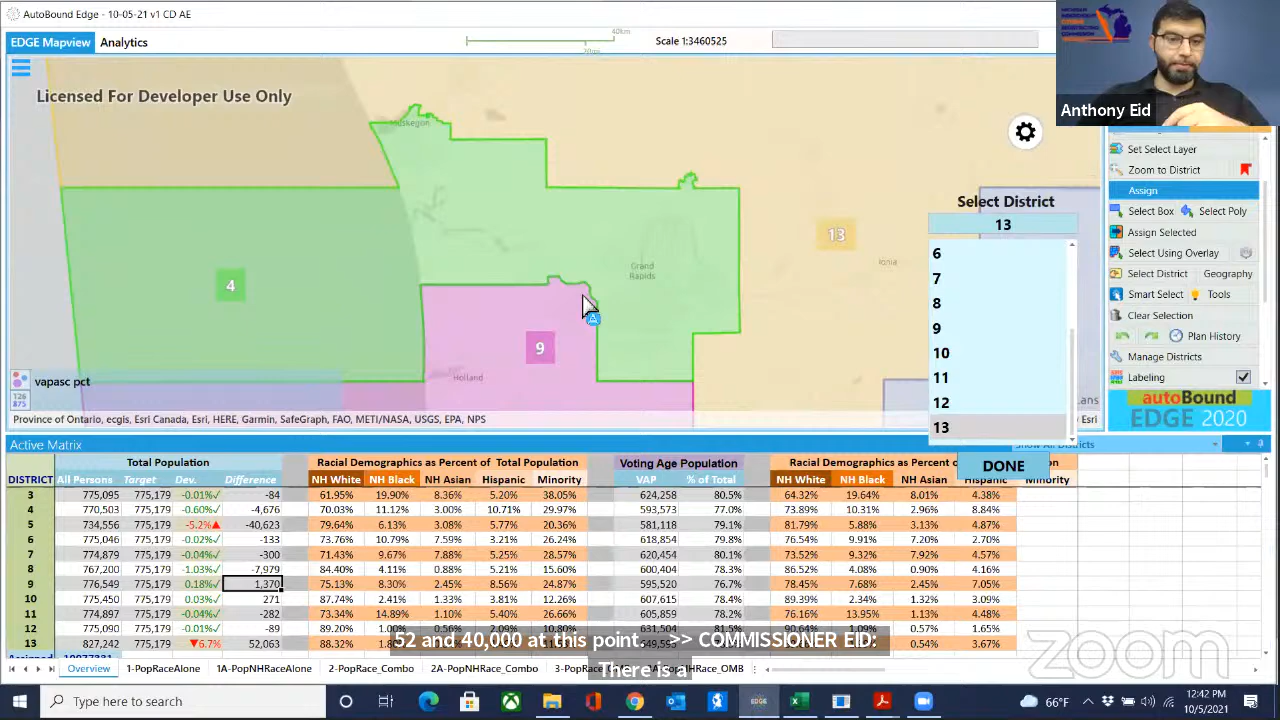 AutoBound Edge - 10-05-21 v1 CD AE
EDGE Mapview
Analytics
40km
Scale 1:3460525
Licensed For Developer Use Only
Anthony Eid
Muskegon
Grand
Rapids
Ionia
Holland
4
9
13
vapasc pct
Province of Ontario, ecgis, Esri Canada, Esri, HERE, Garmin, SafeGraph, FAO, METI/NASA, USGS, EPA, NPS
Select District
13
6
7
8
9
10
11
12
13
DONE
Set Select Layer
Zoom to District
Assign
Select Box Select Poly
Assign Selected
Select Using Overlay
Select District Geography
Smart Select Tools
Clear Selection
Plan History
Manage Districts
Labeling
autoBound
EDGE 2020
Active Matrix
Total Population Racial Demographics as Percent of Total Population Voting Age Population Racial Demographics as Percent
DISTRICT All Persons Target Dev. Difference NH White NH Black NH Asian Hispanic Minority VAP % of Total NH White NH Black NH Asian Hispanic Minority
3 775,095 775,179 -0.01% -84 61.95% 19.90% 8.36% 5.20% 38.05% 624,258 80.5% 64.32% 19.64% 8.01% 4.38%
4 770,503 775,179 -0.60% -4,676 70.03% 11.12% 3.00% 10.71% 29.97% 593,573 77.0% 73.89% 10.31% 2.96% 8.84%
5 734,556 775,179 -5.2% -40,623 79.64% 6.13% 3.08% 5.77% 20.36% 581,118 79.1% 81.79% 5.88% 3.13% 4.87%
6 775,046 775,179 -0.02% -133 73.76% 10.79% 7.59% 3.21% 26.24% 618,854 79.8% 76.54% 9.91% 7.20% 2.70%
7 774,879 775,179 -0.04% -300 71.43% 9.67% 7.88% 5.25% 28.57% 620,454 80.1% 73.52% 9.32% 7.92% 4.57%
8 767,200 775,179 -1.03% -7,979 84.40% 4.11% 0.88% 5.21% 15.60% 600,404 78.3% 86.52% 4.08% 0.90% 4.16%
9 776,549 775,179 0.18% 1,370 75.13% 8.30% 2.45% 8.56% 24.87% 595,520 76.7% 78.45% 7.68% 2.45% 7.05%
10 775,450 775,179 0.03% 271 87.74% 2.41% 1.33% 3.81% 12.26% 607,615 78.4% 89.39% 2.34% 1.32% 3.09%
11 774,897 775,179 -0.04% -282 73.34% 14.89% 1.10% 5.40% 26.66% 605,859 78.2% 76.16% 13.95% 1.13% 4.48%
12 775,090 775,179 -0.01% -89 89.20% 1.00% 10.80% 631,504 0.57% 1.65%
13 837,242 775,179 6.7% 52,063 88.32% 3.67%
52 and 40,000 at this point. >> COMMISSIONER EID:
There is a
Overview 1-PopRaceAlone 1A-PopNHRaceAlone 2-PopRace_Combo 2A-PopNHRace_Combo
zoom
Type here to search
EDGE
66°F
12:42 PM
10/5/2021